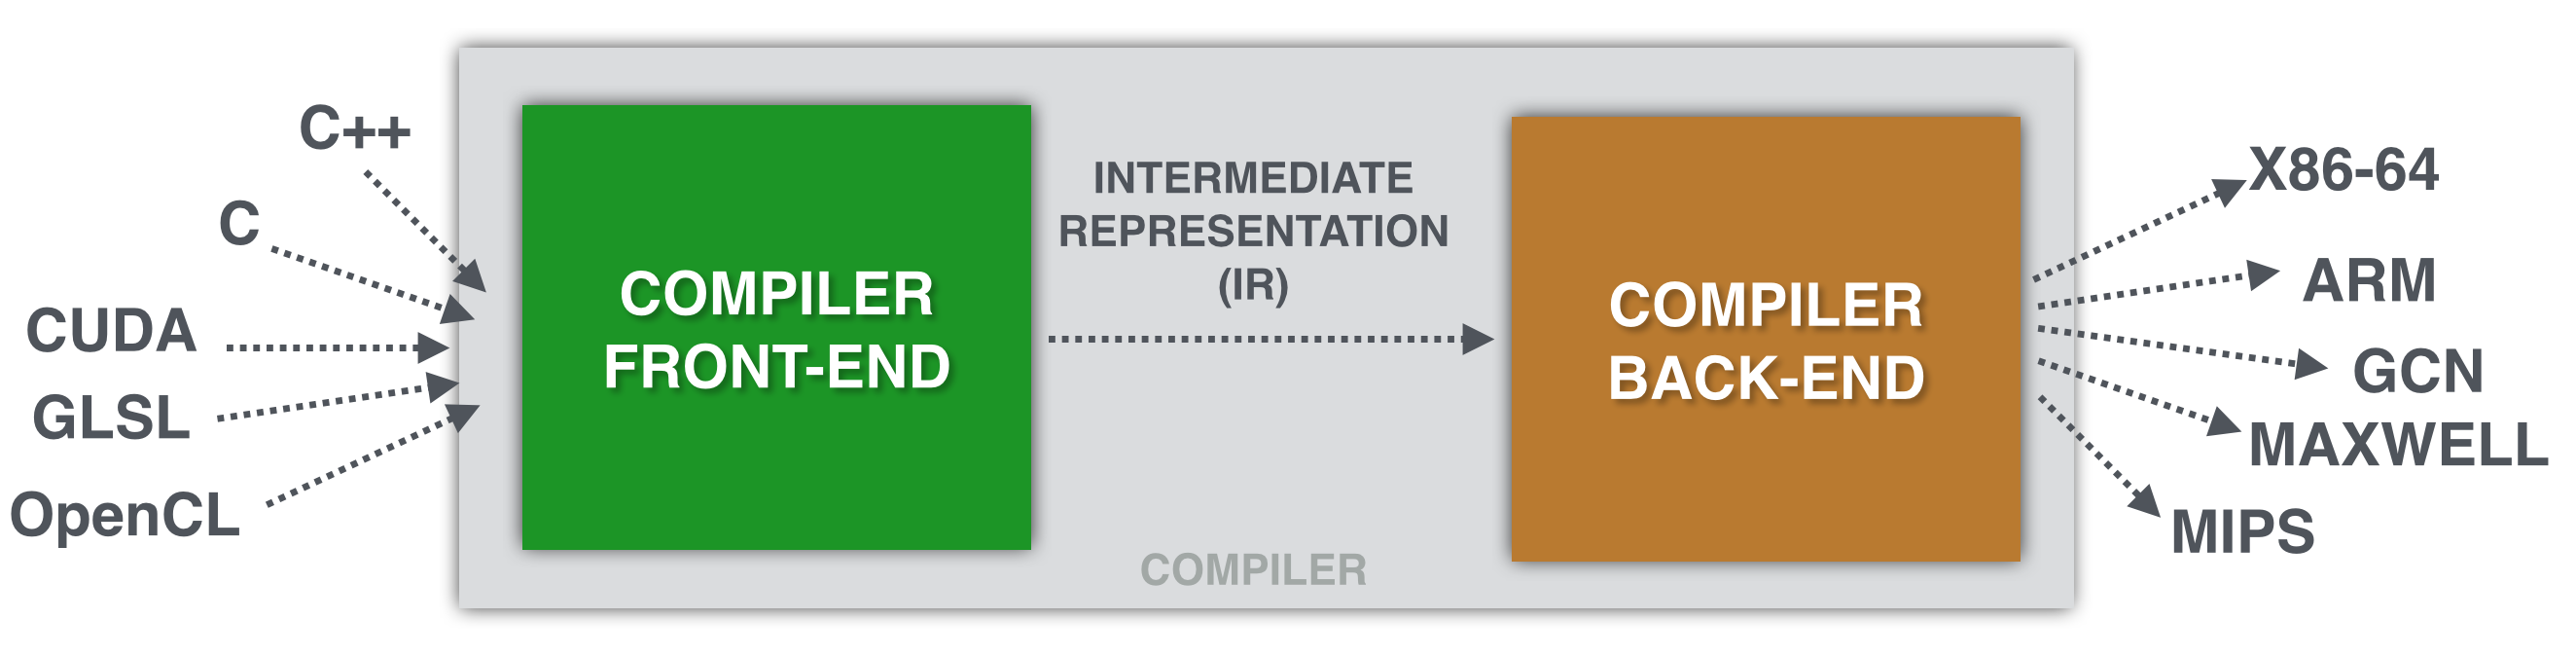 C++
C
CUDA
GLSL
OpenCL
COMPILER
FRONT-END
INTERMEDIATE
REPRESENTATION
(IR)
COMPILER
BACK-END
COMPILER
X86-64
ARM
GCN
MAXWELL
MIPS